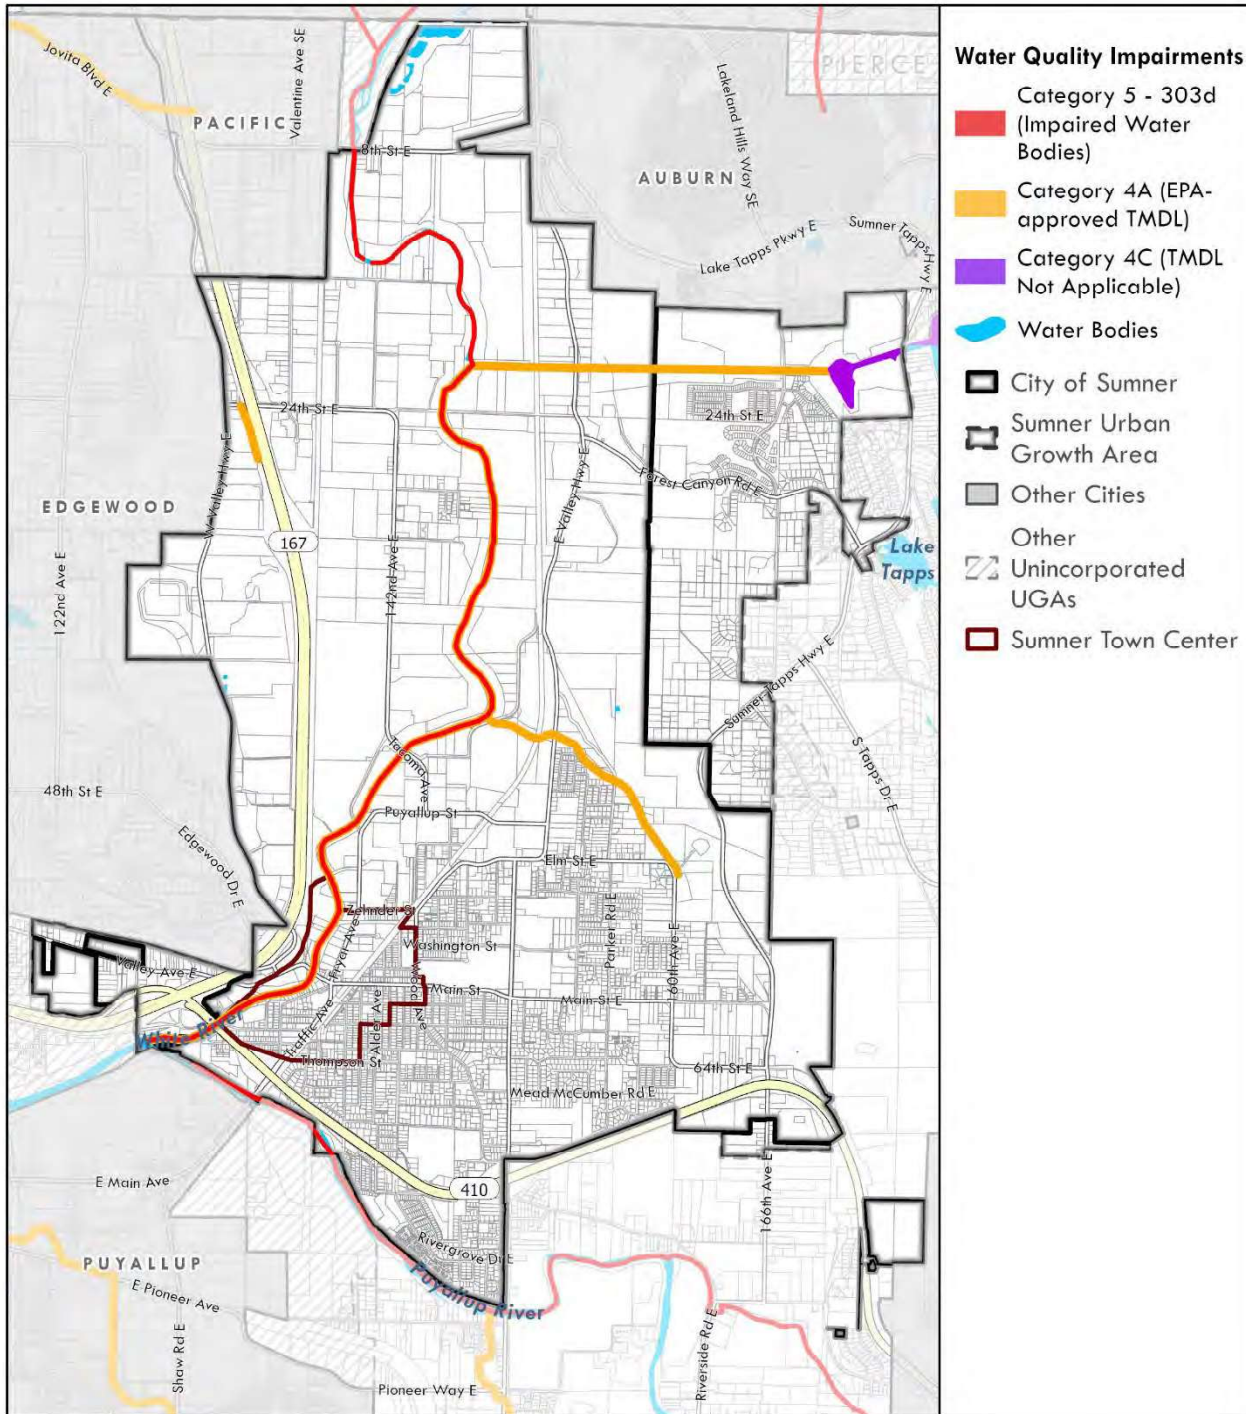 Jovita Blvd E
Valentine Ave SE
PIERCE
PACIFIC
8th St E
Lakeland Hills Way SE
AUBURN
Sumner Tapps Hwy E
Lake Tapps Pkwy E
24th St E
24th St E
W Valley Hwy E
E Valley Hwy E
Forest Canyon Rd E
EDGEWOOD
167
142nd Ave E
122nd Ave E
Lake
Tapps
Sumner-Tapps Hwy E
S Tapps Dr E
Tacoma Ave
48th St E
Puyallup St
Edgewood Dr E
Elm St E
Parker Rd E
Zehnder St
Fryar Ave
Washington St
160th Ave E
Valley Ave E
Wood Ave
Main St
Main St E
White River
Traffic Ave
Alder Ave
Thompson St
64th St E
Mead McCumber Rd E
E Main Ave
410
166th Ave E
PUYALLUP
Rivergrove Dr E
E Pioneer Ave
Puyallup River
Shaw Rd E
Riverside Rd E
Pioneer Way E
Water Quality Impairments
Category 5 - 303d
(Impaired Water
Bodies)
Category 4A (EPA-
approved TMDL)
Category 4C (TMDL
Not Applicable)
Water Bodies
City of Sumner
Sumner Urban
Growth Area
Other Cities
Other
Unincorporated
UGAs
Sumner Town Center